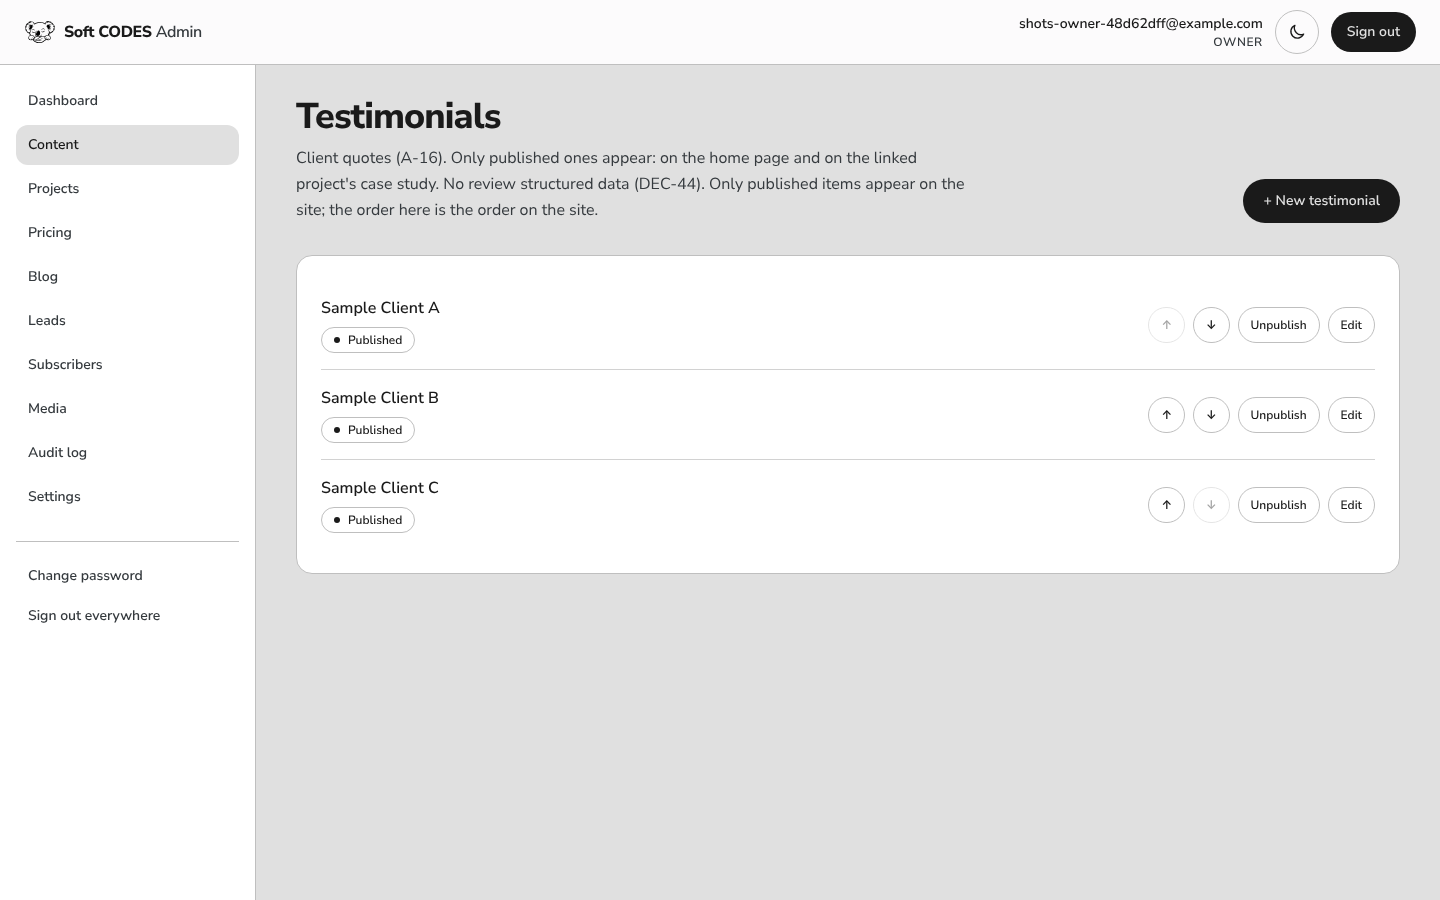 Soft CODES Admin
shots-owner-48d62dff@example.com
OWNER
Sign out
Dashboard
Content
Projects
Pricing
Blog
Leads
Subscribers
Media
Audit log
Settings
Change password
Sign out everywhere
Testimonials
Client quotes (A-16). Only published ones appear: on the home page and on the linked
project's case study. No review structured data (DEC-44). Only published items appear on the
site; the order here is the order on the site.
+ New testimonial
Sample Client A
Published
↑ ↓ Unpublish Edit
Sample Client B
Published
↑ ↓ Unpublish Edit
Sample Client C
Published
↑ ↓ Unpublish Edit